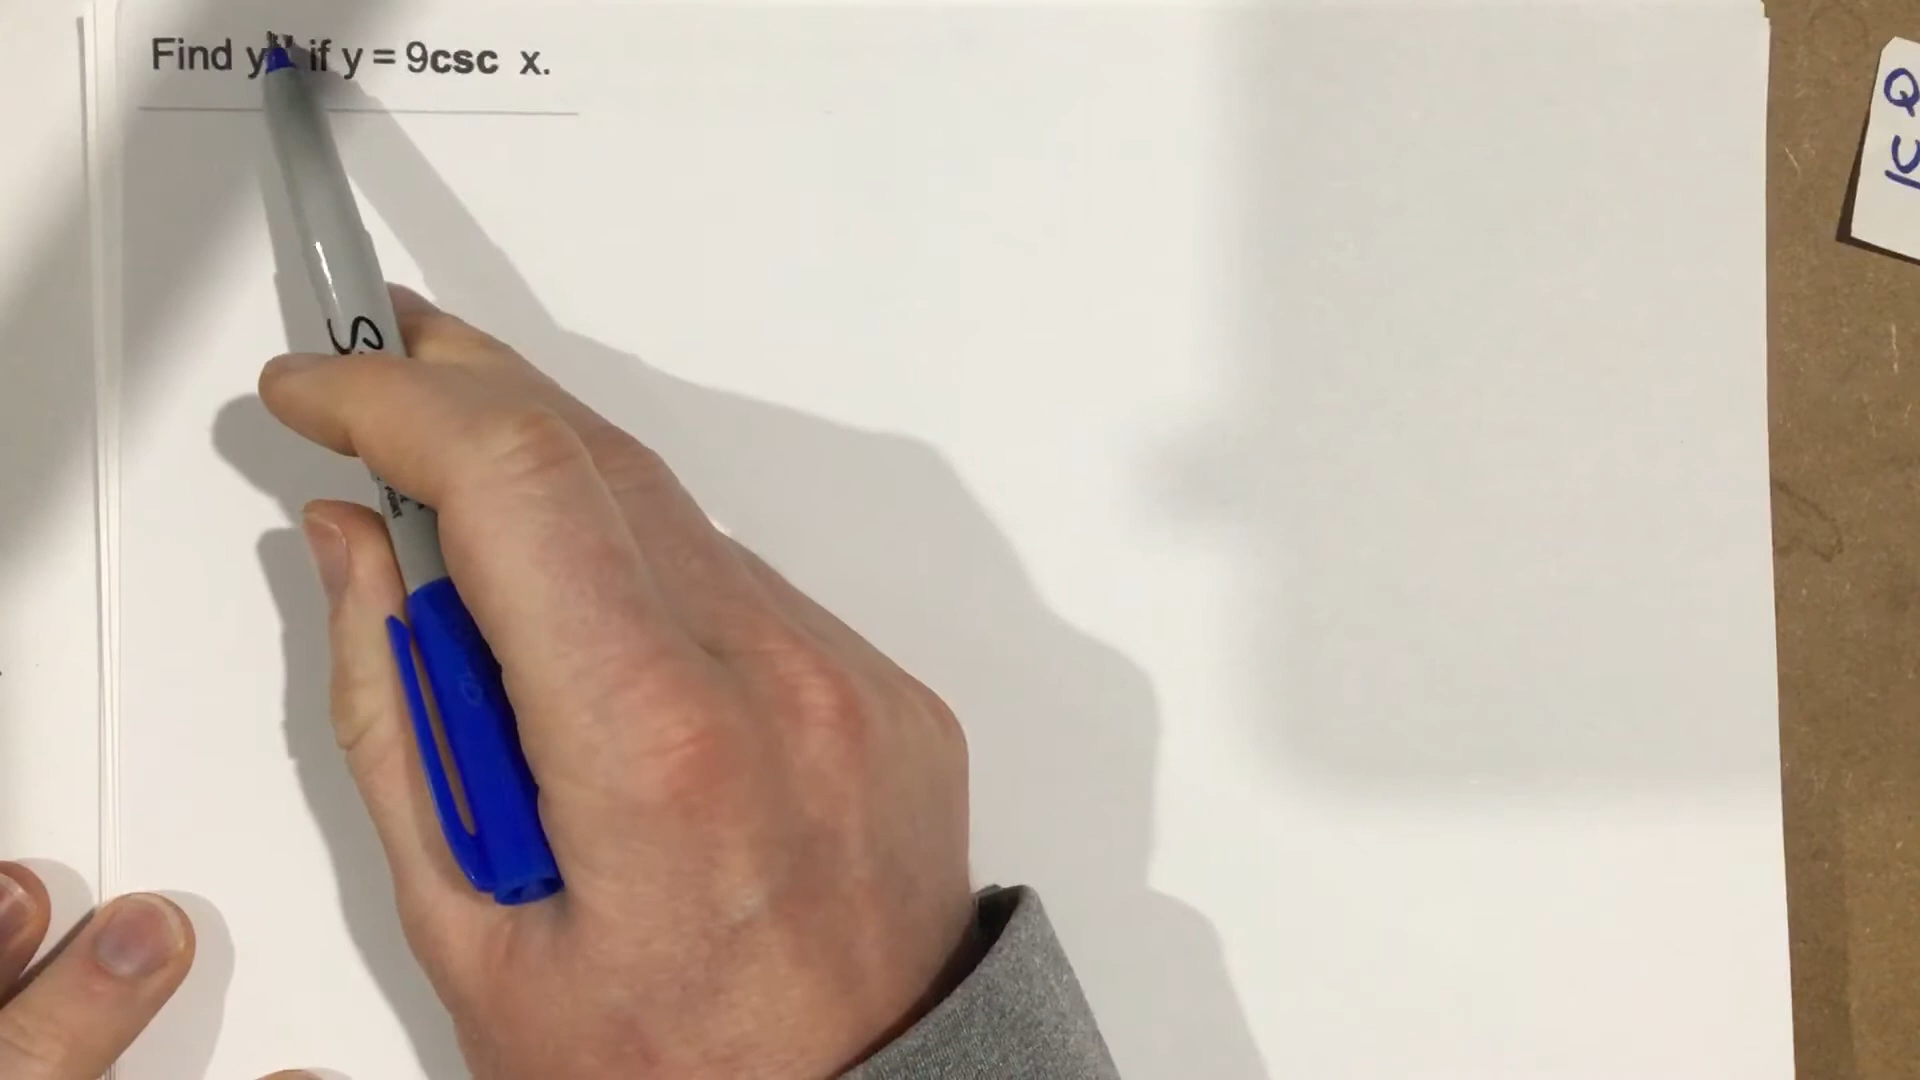 Find y if y = 9csc x.
S
Q
U